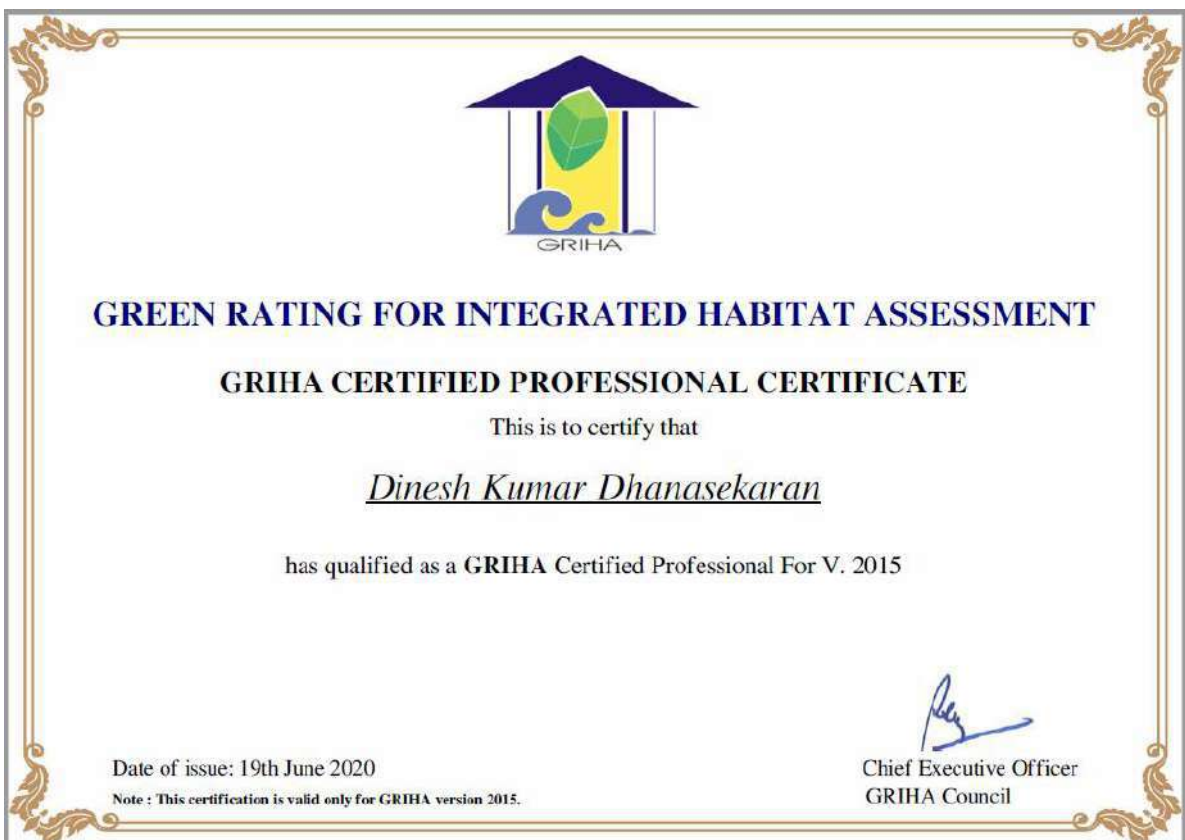 GRIHA
GREEN RATING FOR INTEGRATED HABITAT ASSESSMENT
GRIHA CERTIFIED PROFESSIONAL CERTIFICATE
This is to certify that
Dinesh Kumar Dhanasekaran
has qualified as a GRIHA Certified Professional For V. 2015
Date of issue: 19th June 2020
Note : This certification is valid only for GRIHA version 2015.
Chief Executive Officer
GRIHA Council